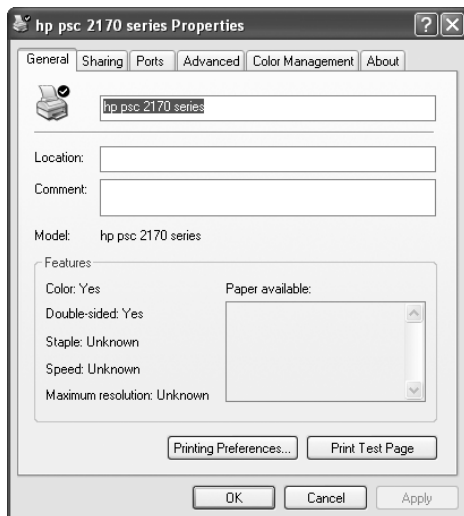 hp psc 2170 series Properties
General Sharing Ports Advanced Color Management About
hp psc 2170 series
Location:
Comment:
Model: hp psc 2170 series
Features
Color: Yes
Paper available:
Double-sided: Yes
Staple: Unknown
Speed: Unknown
Maximum resolution: Unknown
Printing Preferences... Print Test Page
OK Cancel Apply